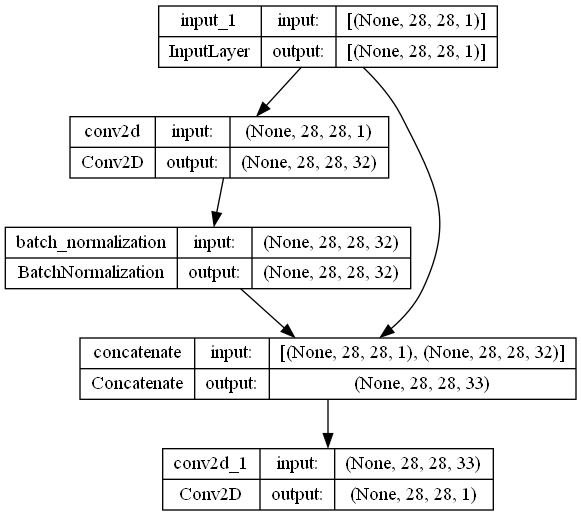 input_1 input: [(None, 28, 28, 1)]
InputLayer output: [(None, 28, 28, 1)]
conv2d input: (None, 28, 28, 1)
Conv2D output: (None, 28, 28, 32)
batch_normalization input: (None, 28, 28, 32)
BatchNormalization output: (None, 28, 28, 32)
concatenate input: [(None, 28, 28, 1), (None, 28, 28, 32)]
Concatenate output: (None, 28, 28, 33)
conv2d_1 input: (None, 28, 28, 33)
Conv2D output: (None, 28, 28, 1)